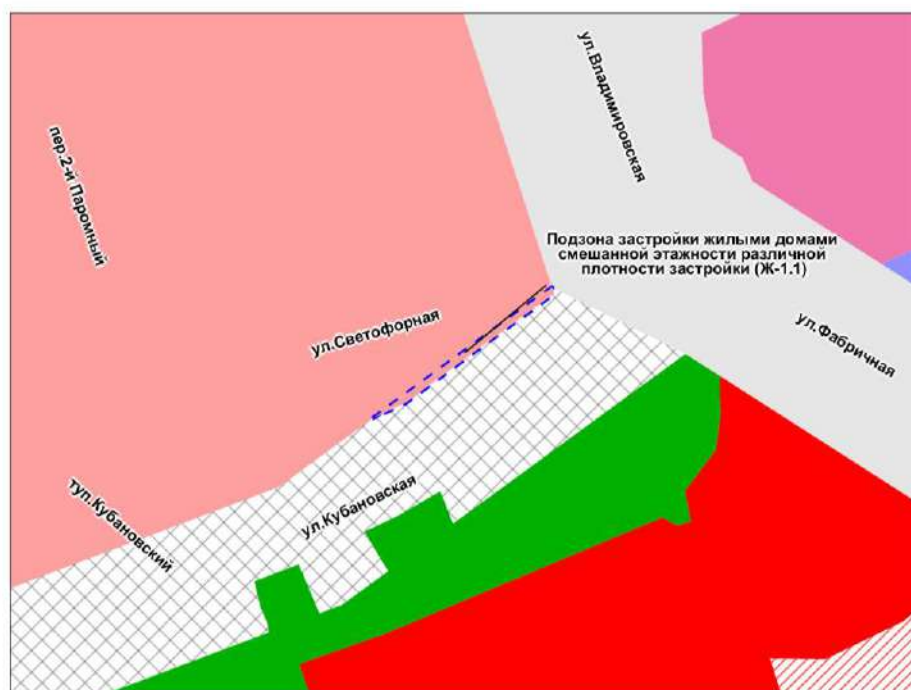 ул.Владимировская
пер.2-й Паромный
Подзона застройки жилыми домами
смешанной этажности различной
плотности застройки (Ж-1.1)
ул.Светофорная
ул.Фабричная
туп.Кубановский
ул.Кубановская